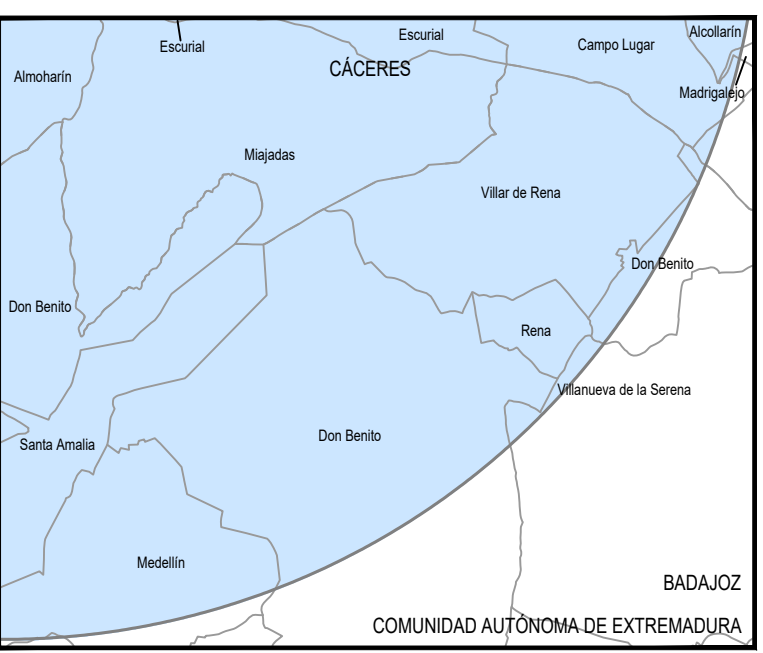 Alcollarín
Escurial
Escurial
Campo Lugar
CÁCERES
Almoharín
Madrigalejo
Miajadas
Villar de Rena
Don Benito
Don Benito
Rena
Villanueva de la Serena
Don Benito
Santa Amalia
Medellín
BADAJOZ
COMUNIDAD AUTÓNOMA DE EXTREMADURA